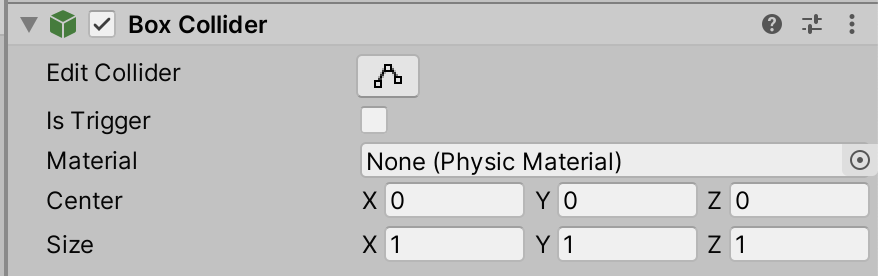 Box Collider
Edit Collider
Is Trigger
Material None (Physic Material)
Center X 0 Y 0 Z 0
Size X 1 Y 1 Z 1